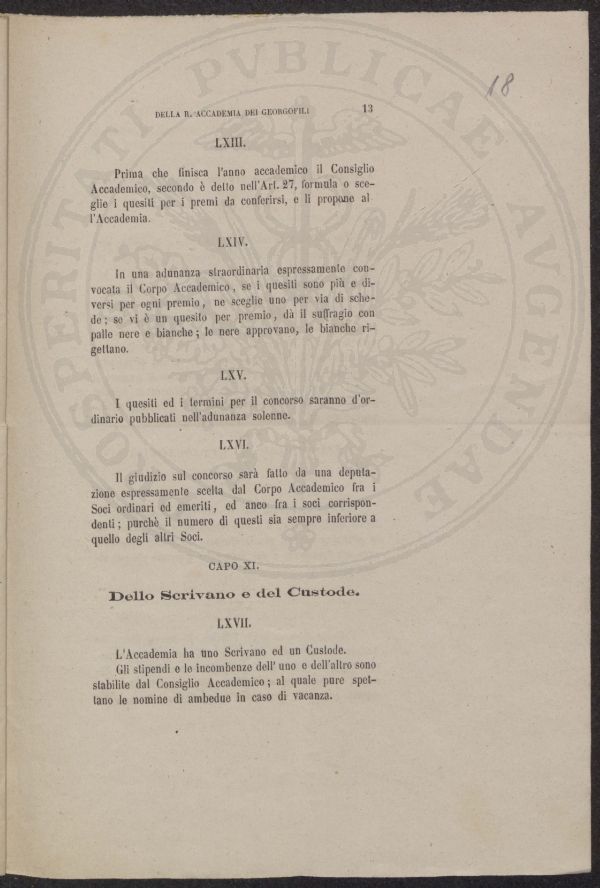 18
DELLA R. ACCADEMIA DEI GEORGOFILI 13
LXIII.
Prima che finisca l'anno accademico il Consiglio
Accademico, secondo è detto nell'Art. 27, formula o sce-
glie i quesiti per i premi da conferirsi, e li propone al
l'Accademia.
LXIV.
In una adunanza straordinaria espressamente con-
vocata il Corpo Accademico, se i quesiti sono più e di-
versi per ogni premio, ne sceglie uno per via di sche-
de; se vi è un quesito per premio, dà il suffragio con
palle nere e bianche; le nere approvano, le bianche ri-
gettano.
LXV.
I quesiti ed i termini per il concorso saranno d'or-
dinario pubblicati nell'adunanza solenne.
LXVI.
Il giudizio sul concorso sarà fatto da una deputa-
zione espressamente scelta dal Corpo Accademico fra i
Soci ordinari ed emeriti, ed anco fra i soci corrispon-
denti; purchè il numero di questi sia sempre inferiore a
quello degli altri Soci.
CAPO XI.
Dello Scrivano e del Custode.
LXVII.
L'Accademia ha uno Scrivano ed un Custode.
Gli stipendi e le incombenze dell'uno e dell'altro sono
stabilite dal Consiglio Accademico; al quale pure spet-
tano le nomine di ambedue in caso di vacanza.
PROSPERITATI PVBLICAE AVGENDAE